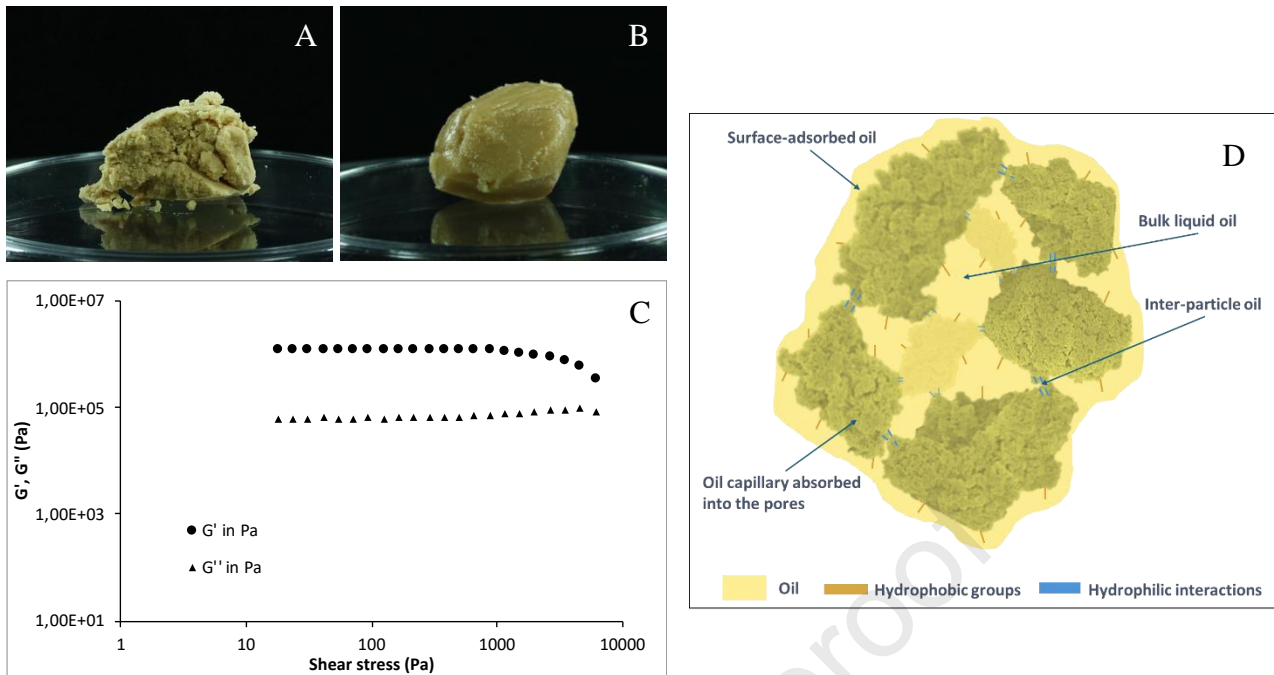 A
B
C
1,00E+07
1,00E+05
1,00E+03
1,00E+01
G', G'' (Pa)
G' in Pa
G'' in Pa
1
10
100
1000
10000
Shear stress (Pa)
D
Surface-adsorbed oil
Bulk liquid oil
Inter-particle oil
Oil capillary absorbed
into the pores
Oil
Hydrophobic groups
Hydrophilic interactions